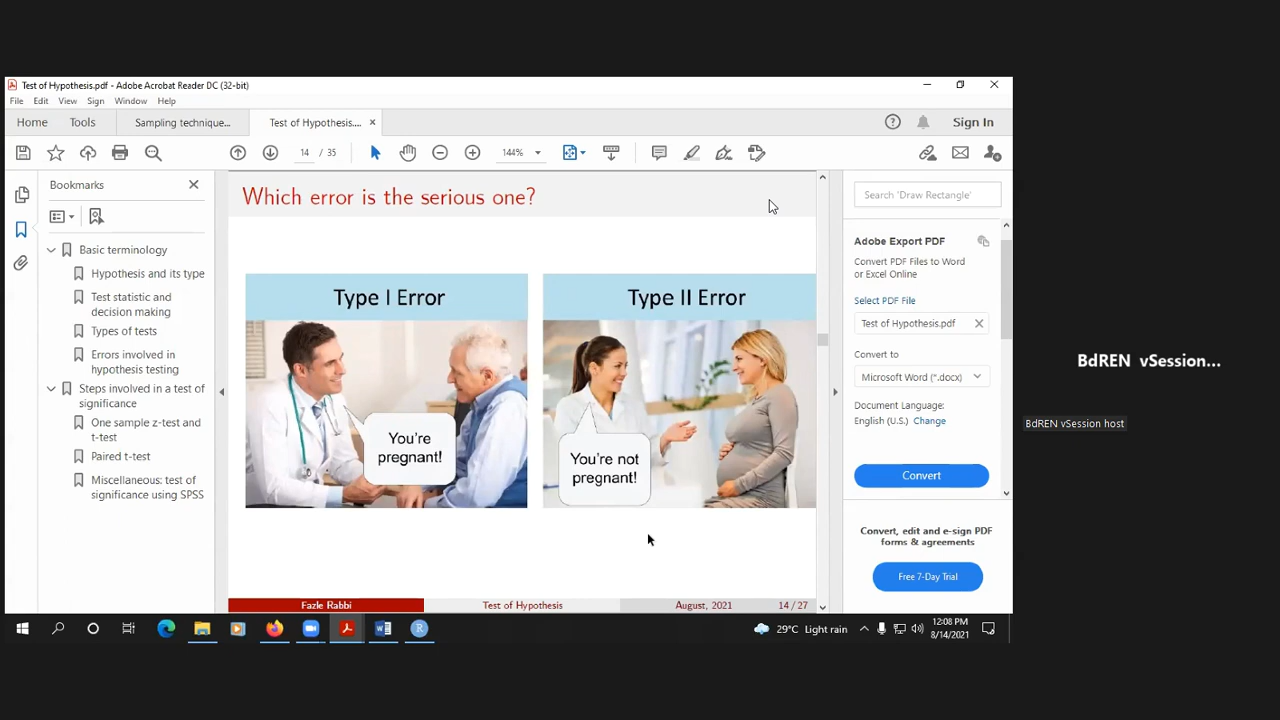 Test of Hypothesis.pdf - Adobe Acrobat Reader DC (32-bit)
File Edit View Sign Window Help
Home Tools Sampling technique... Test of Hypothesis.... × Sign In
14 / 35 144%
Bookmarks
Basic terminology
Hypothesis and its type
Test statistic and
decision making
Types of tests
Errors involved in
hypothesis testing
Steps involved in a test of
significance
One sample z-test and
t-test
Paired t-test
Miscellaneous: test of
significance using SPSS
Which error is the serious one?
Type I Error
You're
pregnant!
Type II Error
You're not
pregnant!
Fazle Rabbi Test of Hypothesis August, 2021 14 / 27
Search 'Draw Rectangle'
Adobe Export PDF
Convert PDF Files to Word
or Excel Online
Select PDF File
Test of Hypothesis.pdf ×
Convert to
Microsoft Word (*.docx)
Document Language:
English (U.S.) Change
Convert
Convert, edit and e-sign PDF
forms & agreements
Free 7-Day Trial
BdREN vSession...
BdREN vSession host
29°C Light rain
12:08 PM
8/14/2021